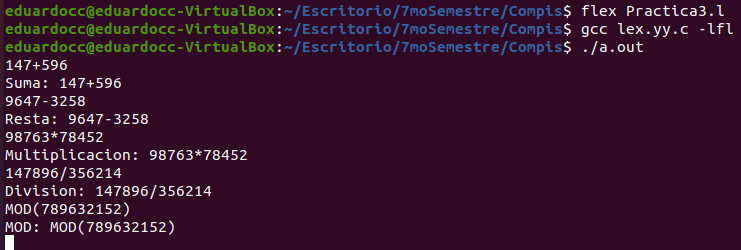 eduardocc@eduardocc-VirtualBox:~/Escritorio/7moSemestre/Compis$ flex Practica3.l
eduardocc@eduardocc-VirtualBox:~/Escritorio/7moSemestre/Compis$ gcc lex.yy.c -lfl
eduardocc@eduardocc-VirtualBox:~/Escritorio/7moSemestre/Compis$ ./a.out
147+596
Suma: 147+596
9647-3258
Resta: 9647-3258
98763*78452
Multiplicacion: 98763*78452
147896/356214
Division: 147896/356214
MOD(789632152)
MOD: MOD(789632152)